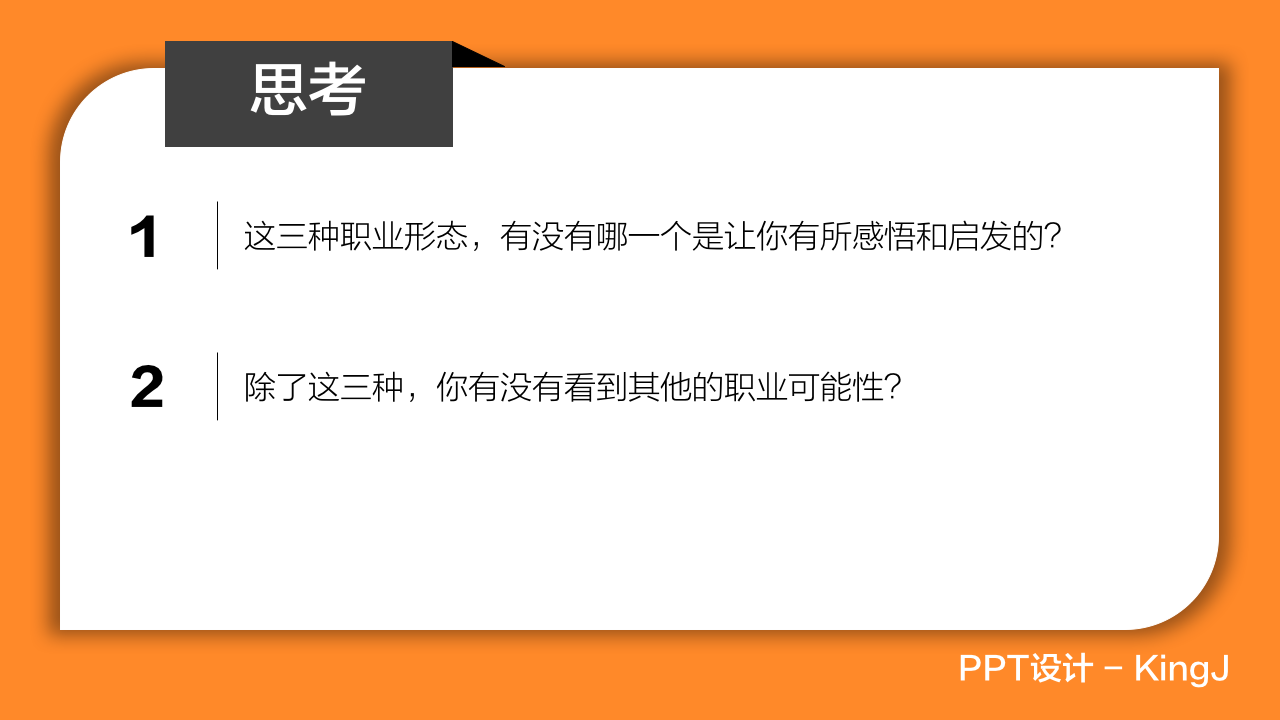 思考
1
这三种职业形态，有没有哪一个是让你有所感悟和启发的？
2
除了这三种，你有没有看到其他的职业可能性？
PPT设计 – KingJ